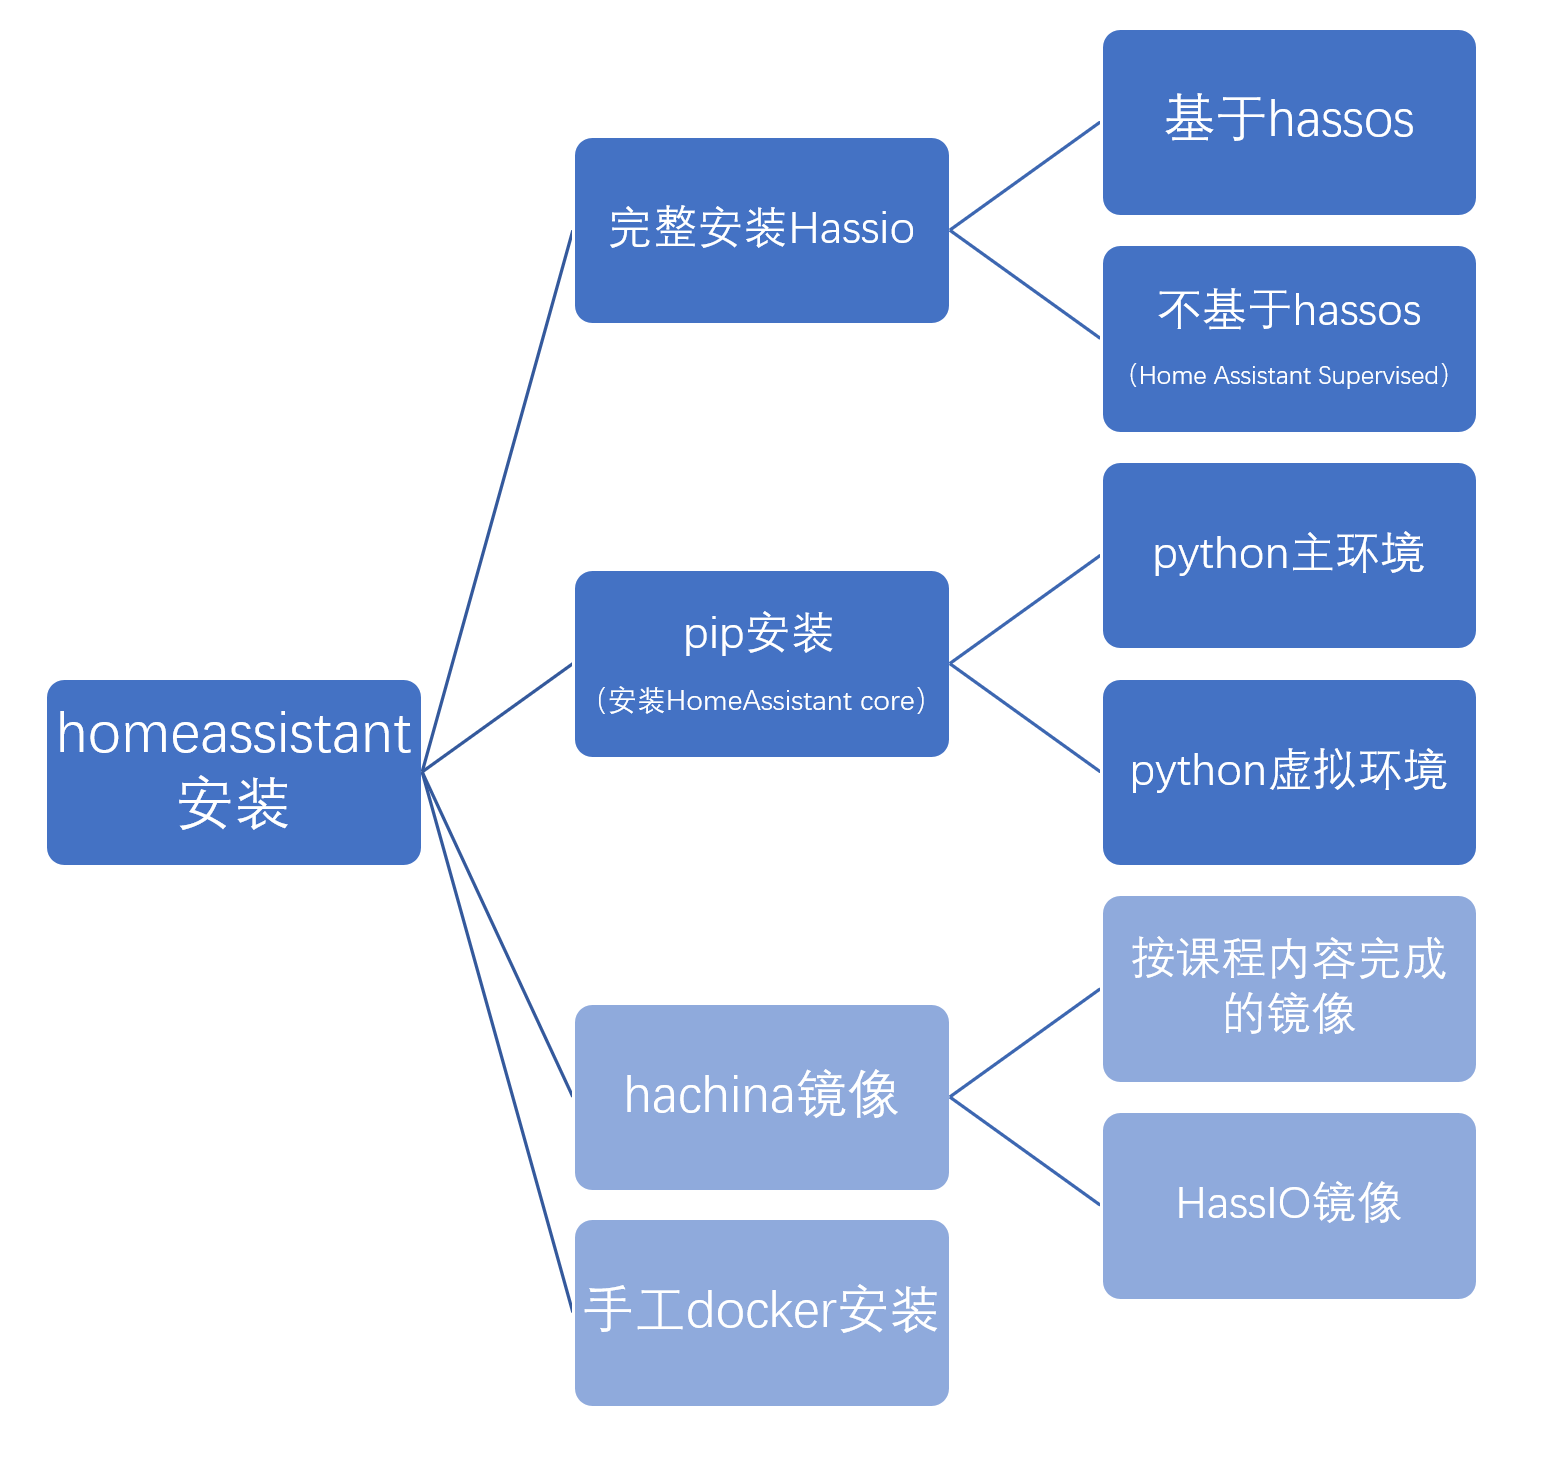 homeassistant
安装
完整安装Hassio
基于hassos
不基于hassos
（Home Assistant Supervised）
pip安装
（安装HomeAssistant core）
python主环境
python虚拟环境
hachina镜像
按课程内容完成
的镜像
HassIO镜像
手工docker安装